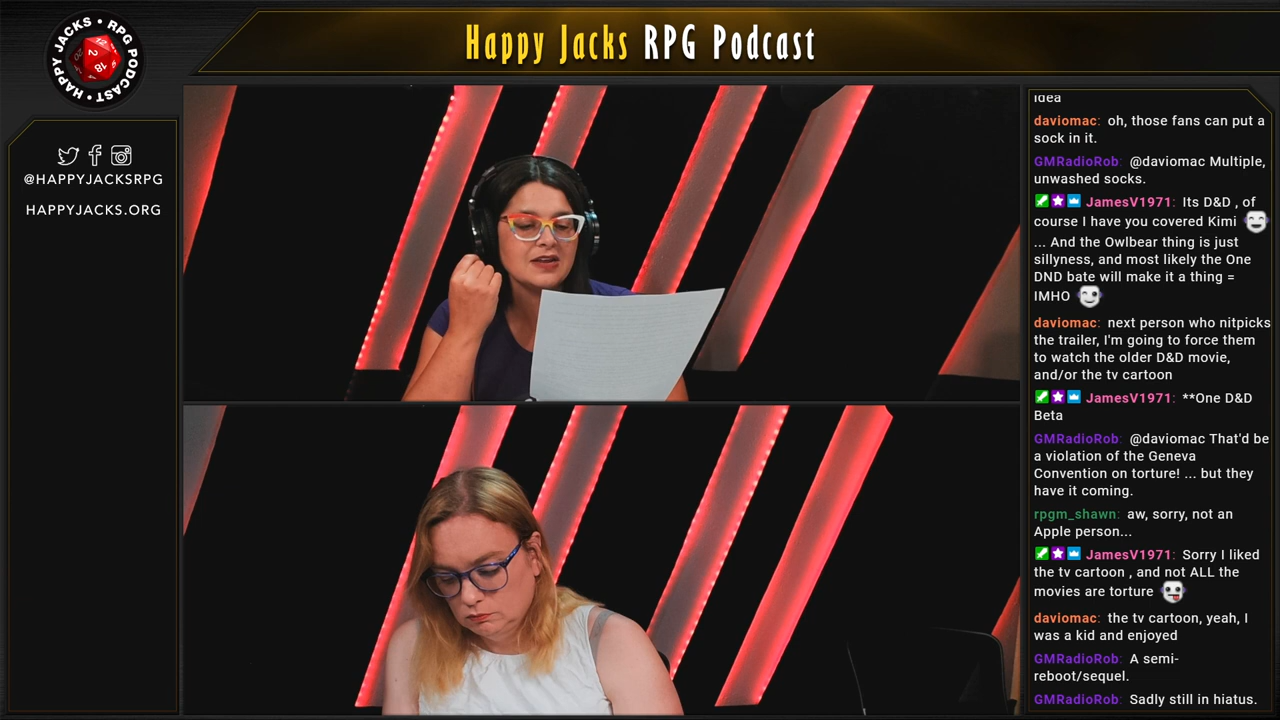 HAPPY JACKS • RPG PODCAST •
Happy Jacks RPG Podcast
@HAPPYJACKSRPG
HAPPYJACKS.ORG
idea
daviomac: oh, those fans can put a
sock in it.
GMRadioRob: @daviomac Multiple,
unwashed socks.
JamesV1971: Its D&D , of
course I have you covered Kimi
... And the Owlbear thing is just
sillyness, and most likely the One
DND bate will make it a thing =
IMHO
daviomac: next person who nitpicks
the trailer, I'm going to force them
to watch the older D&D movie,
and/or the tv cartoon
JamesV1971: **One D&D
Beta
GMRadioRob: @daviomac That'd be
a violation of the Geneva
Convention on torture! ... but they
have it coming.
rpgm_shawn: aw, sorry, not an
Apple person...
JamesV1971: Sorry I liked
the tv cartoon , and not ALL the
movies are torture
daviomac: the tv cartoon, yeah, I
was a kid and enjoyed
GMRadioRob: A semi-
reboot/sequel.
GMRadioRob: Sadly still in hiatus.